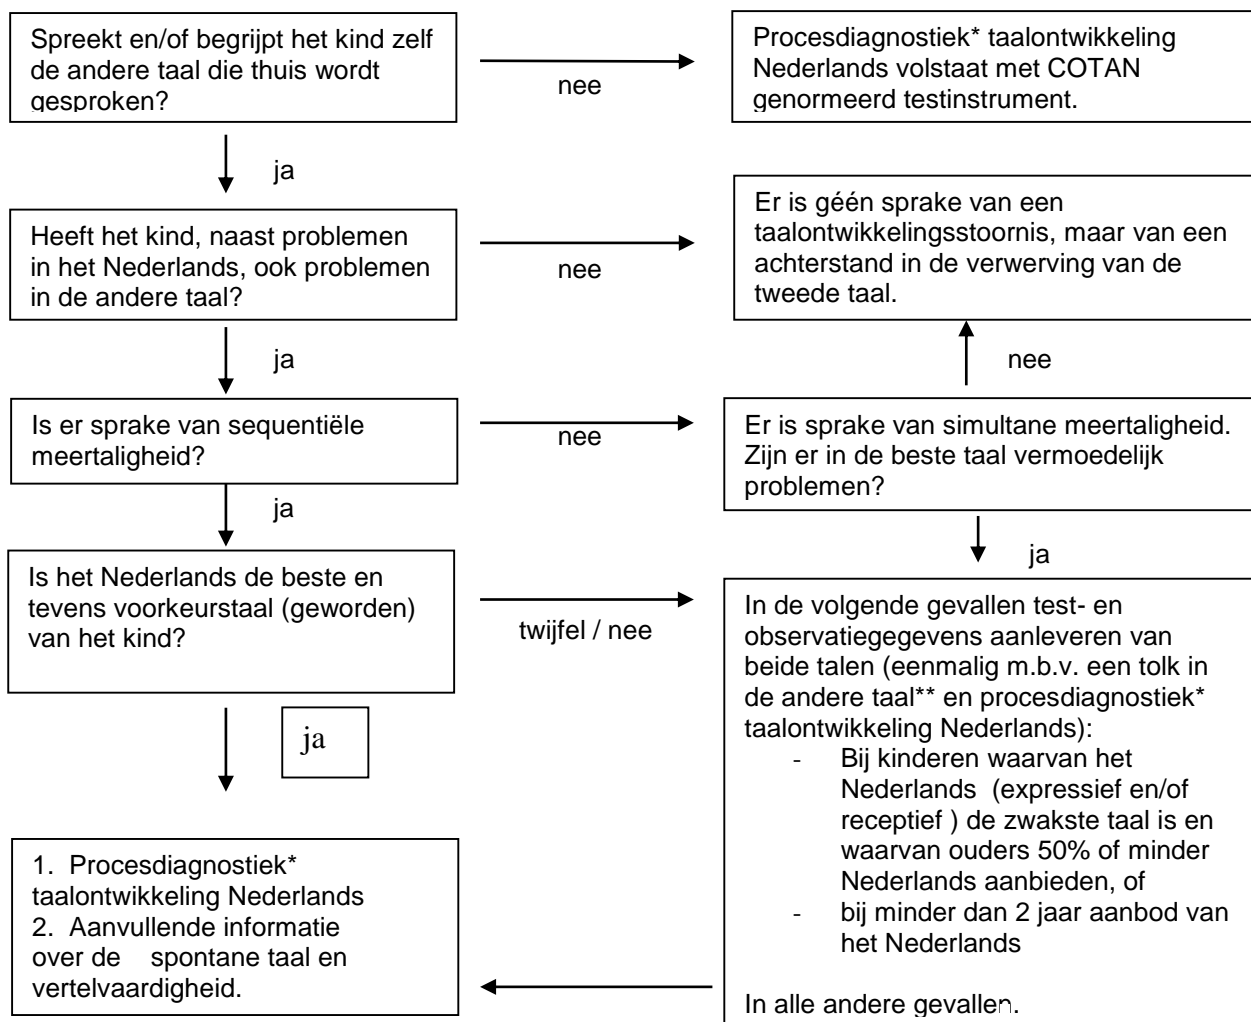 Spreekt en/of begrijpt het kind zelf
de andere taal die thuis wordt
gesproken?
nee
Procesdiagnostiek* taalontwikkeling
Nederlands volstaat met COTAN
genormeerd testinstrument.
ja
Heeft het kind, naast problemen
in het Nederlands, ook problemen
in de andere taal?
nee
Er is géén sprake van een
taalontwikkelingsstoornis, maar van een
achterstand in de verwerving van de
tweede taal.
ja
nee
Is er sprake van sequentiële
meertaligheid?
nee
Er is sprake van simultane meertaligheid.
Zijn er in de beste taal vermoedelijk
problemen?
ja
ja
Is het Nederlands de beste en
tevens voorkeurstaal (geworden)
van het kind?
twijfel / nee
In de volgende gevallen test- en
observatiegegevens aanleveren van
beide talen (eenmalig m.b.v. een tolk in
de andere taal** en procesdiagnostiek*
taalontwikkeling Nederlands):
- Bij kinderen waarvan het
Nederlands (expressief en/of
receptief ) de zwakste taal is en
waarvan ouders 50% of minder
Nederlands aanbieden, of
- bij minder dan 2 jaar aanbod van
het Nederlands
In alle andere gevallen.
ja
1. Procesdiagnostiek*
taalontwikkeling Nederlands
2. Aanvullende informatie
over de spontane taal en
vertelvaardigheid.